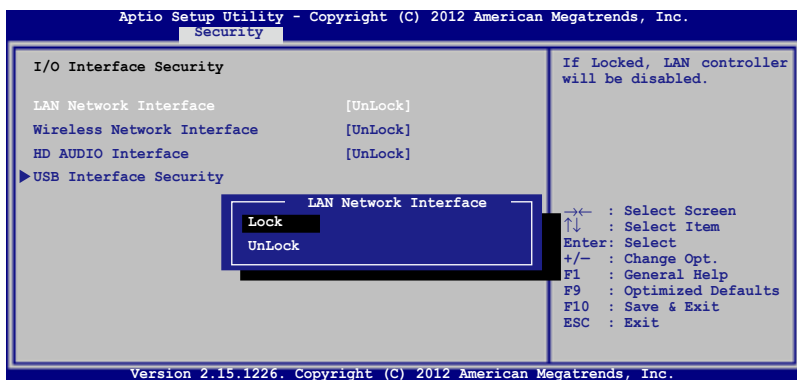 Aptio Setup Utility - Copyright (C) 2012 American Megatrends, Inc.
Security
I/O Interface Security
LAN Network Interface [UnLock]
Wireless Network Interface [UnLock]
HD AUDIO Interface [UnLock]
▶USB Interface Security
If Locked, LAN controller
will be disabled.
LAN Network Interface
Lock
UnLock
→← : Select Screen
↑↓ : Select Item
Enter: Select
+/— : Change Opt.
F1 : General Help
F9 : Optimized Defaults
F10 : Save & Exit
ESC : Exit
Version 2.15.1226. Copyright (C) 2012 American Megatrends, Inc.